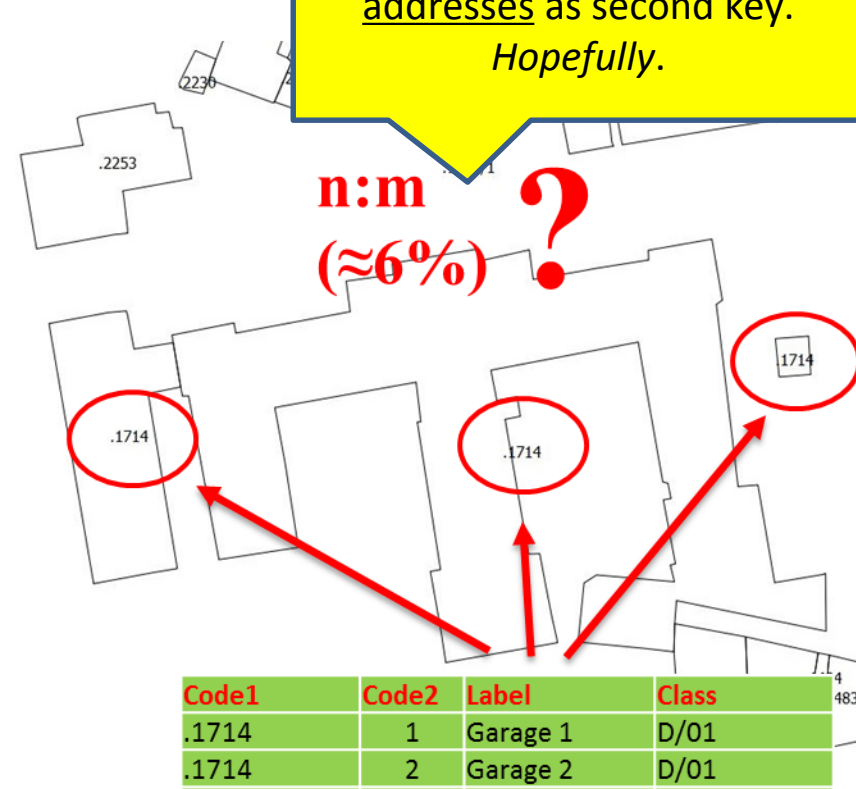 addresses as second key.
Hopefully.
.2230
.2253
n:m
(≈6%)
?
.1714
.1714
.1714
Code1 Code2 Label Class
.1714 1 Garage 1 D/01
.1714 2 Garage 2 D/01